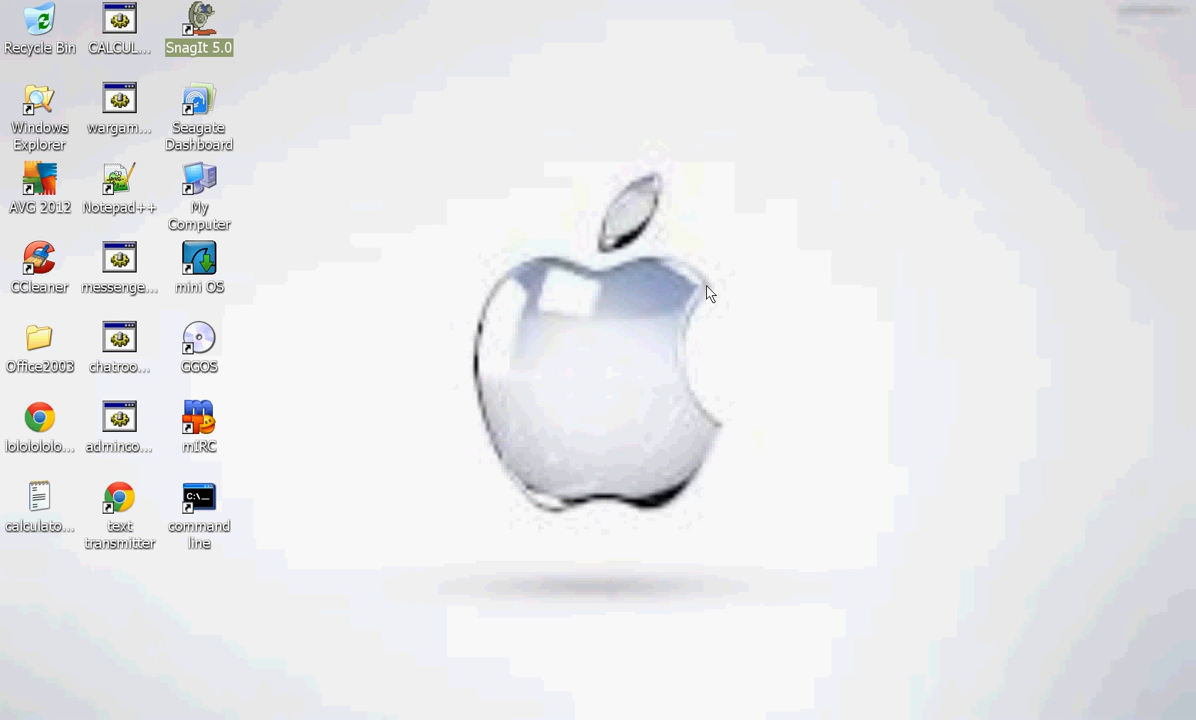 Recycle Bin
CALCUL...
SnagIt 5.0
Windows
Explorer
wargam...
Seagate
Dashboard
AVG 2012
Notepad++
My
Computer
CCleaner
messenge...
mini OS
Office2003
chatroo...
GGOS
lolololololo...
adminco...
mIRC
calculato...
text
transmitter
command
line
C:\_